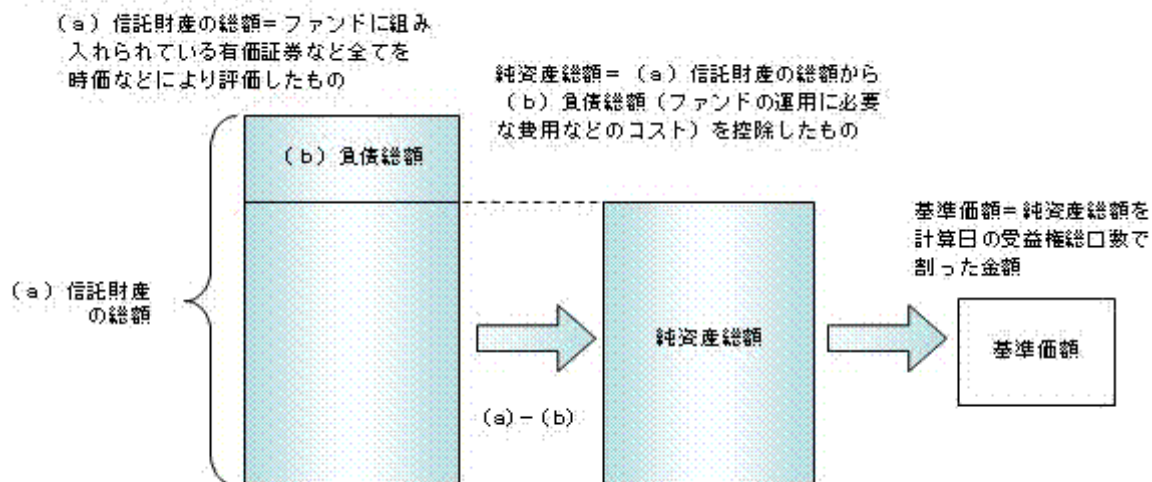 (a)信託財産の総額=ファンドに組み
入れられている有価証券など全てを
時価などにより評価したもの
純資産総額=(a)信託財産の総額から
(b)負債総額(ファンドの運用に必要
な費用などのコスト)を控除したもの
(b)負債総額
基準価額=純資産総額を
計算日の受益権総口数で
割った金額
(a)信託財産
の総額
純資産総額
基準価額
(a)-(b)